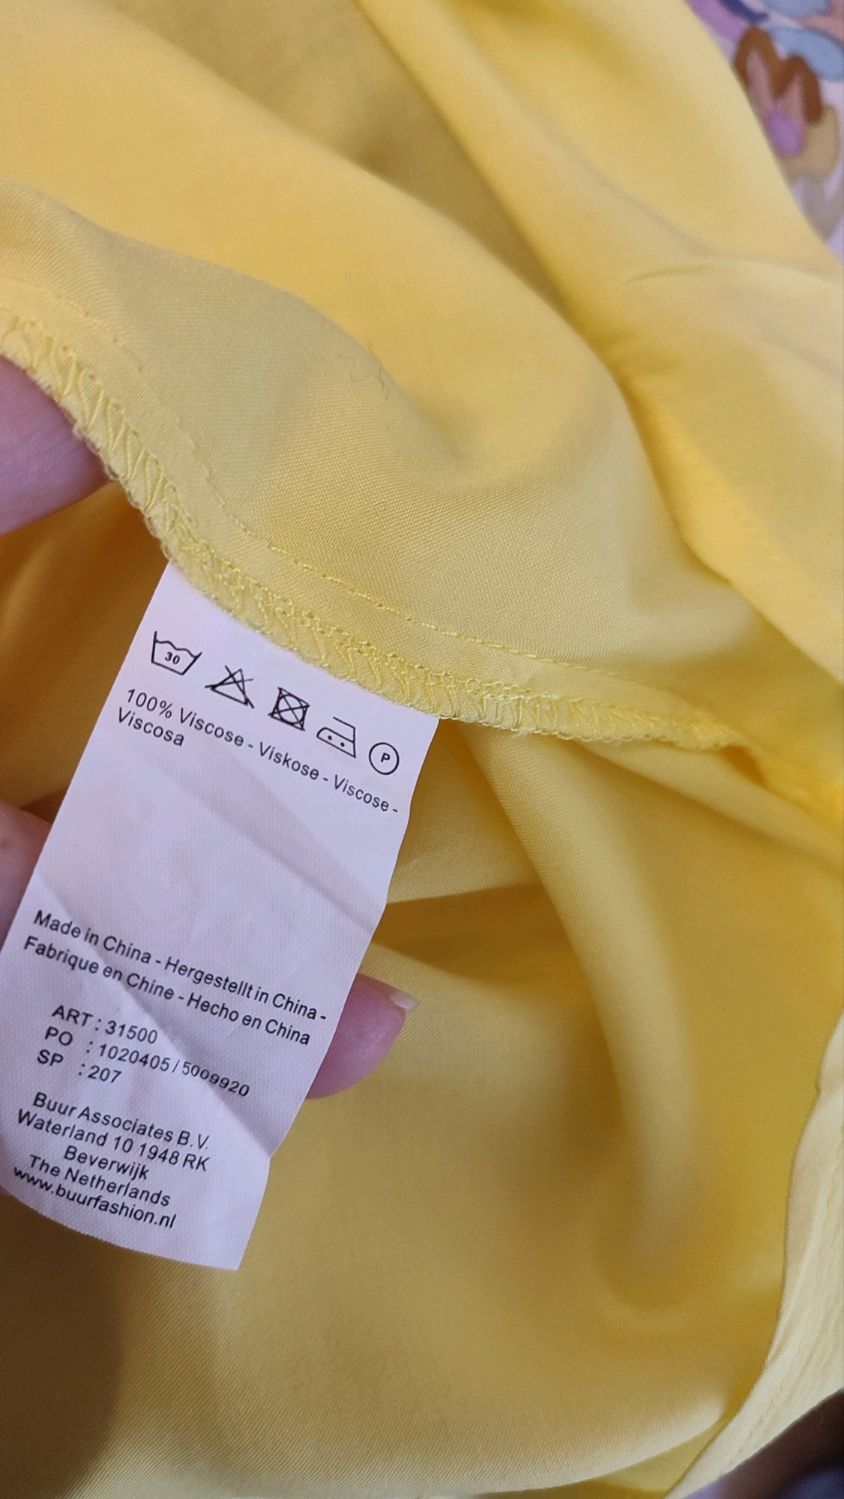 30
P
100% Viscose - Viskose - Viscose -
Viscosa
Made in China - Hergestellt in China -
Fabrique en Chine - Hecho en China
ART : 31500
PO : 1020405 / 5009920
SP : 207
Buur Associates B.V.
Waterland 10 1948 RK
Beverwijk
The Netherlands
www.buurfashion.nl